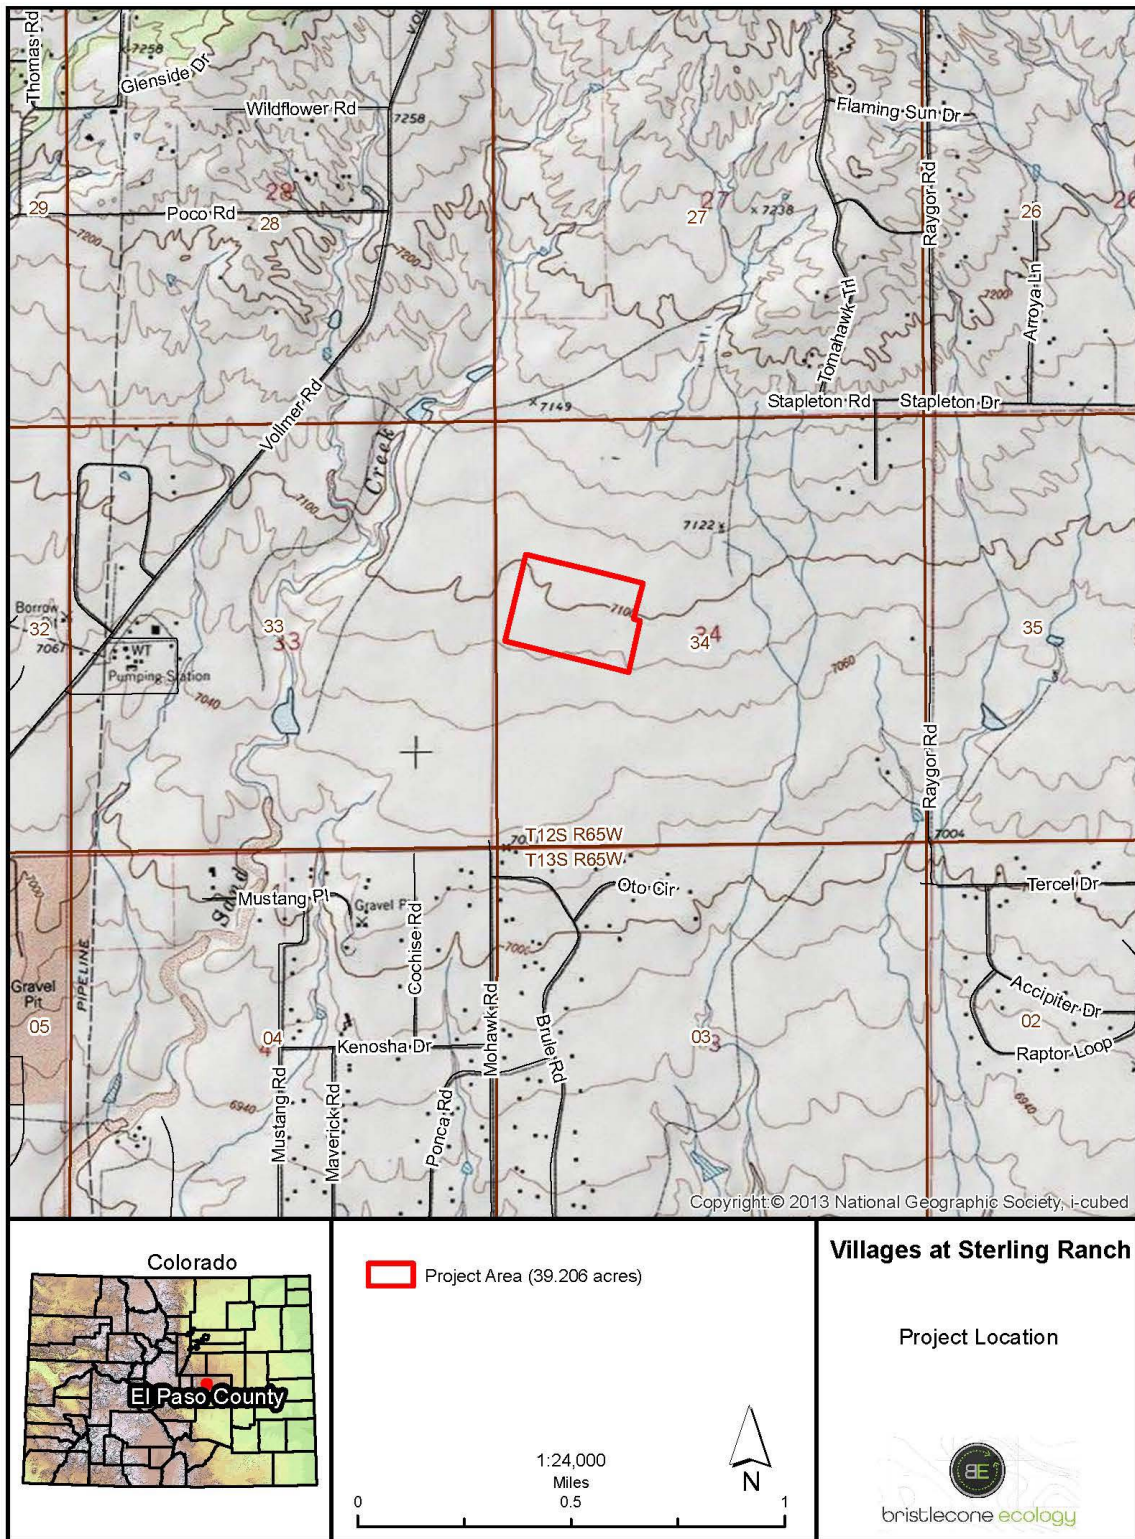 Thomas Rd
7258
Glenside Dr
Wildflower Rd
7258
Flaming Sun Dr
Raygor Rd
28
27
26
29
Poco Rd
28
27
7238
26
7200
7200
7200
Arroya Ln
Tomahawk Trl
Vollmer Rd
7149
Stapleton Rd
Stapleton Dr
Creek
7100
7122
7100
Borrow
32
7061
WT
Pumping Station
33
33
34
34
35
7060
7040
Raygor Rd
7004
T12S R65W
T13S R65W
Sand
Mustang Pl
Gravel
Oto Cir
Tercel Dr
7000
7000
Cochise Rd
PIPELINE
Gravel
Pit
05
Mohawk Rd
Brule Rd
Accipiter Dr
02
04
4
Kenosha Dr
03
3
Raptor Loop
Mustang Rd
Maverick Rd
Ponca Rd
6940
6940
Copyright:© 2013 National Geographic Society, i-cubed
Colorado
El Paso County
Project Area (39.206 acres)
1:24,000
Miles
0 0.5 1
N
Villages at Sterling Ranch
Project Location
BE
bristlecone ecology